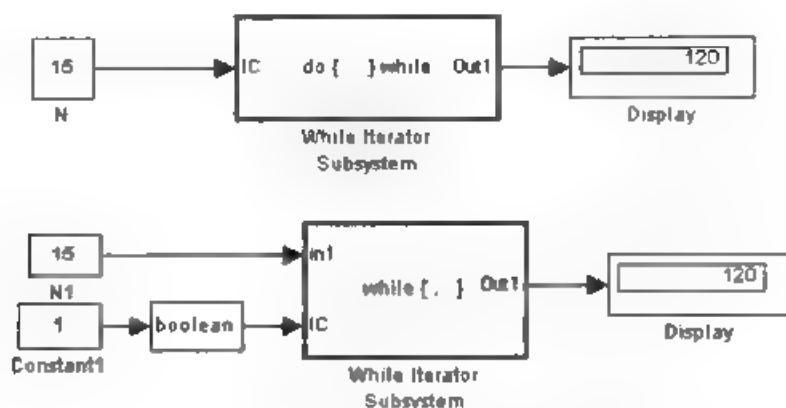 15
N
IC do { } while Out1
While Iterator
Subsystem
120
Display
15
N1
1
Constant1
boolean
in1
IC
while { . } Out1
While Iterator
Subsystem
120
Display